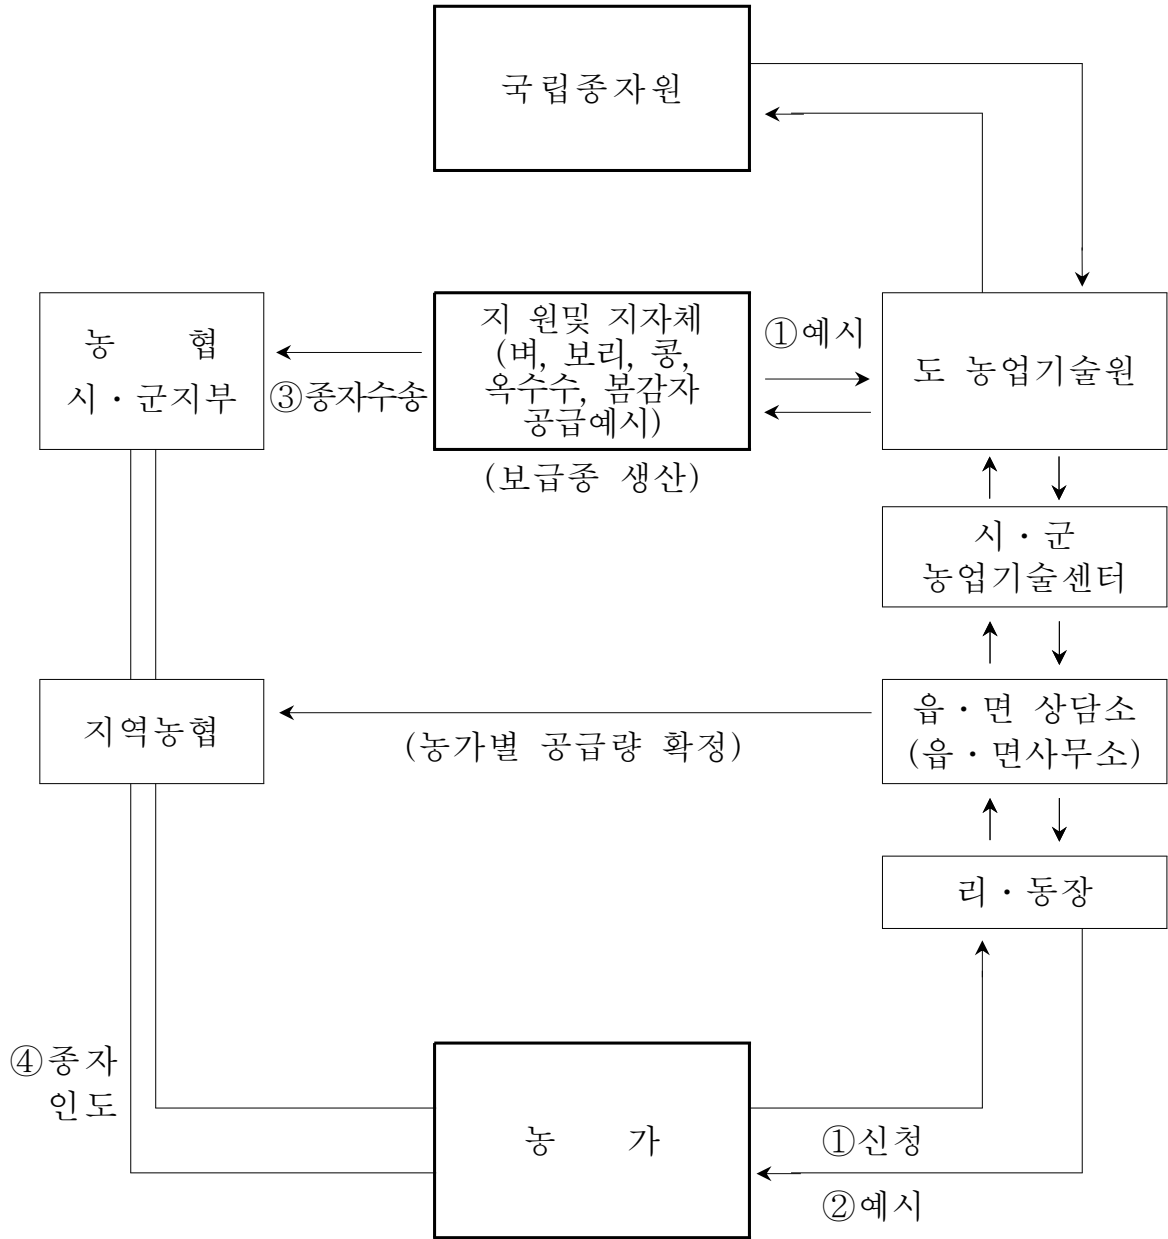 국립종자원
농 협
시 · 군지부
③종자수송
지 원및 지자체
(벼, 보리, 콩,
옥수수, 봄감자
공급예시)
(보급종 생산)
①예시
도 농업기술원
시 · 군
농업기술센터
지역농협
(농가별 공급량 확정)
읍 · 면 상담소
(읍 · 면사무소)
리 · 동장
④종자
인도
농 가
①신청
②예시